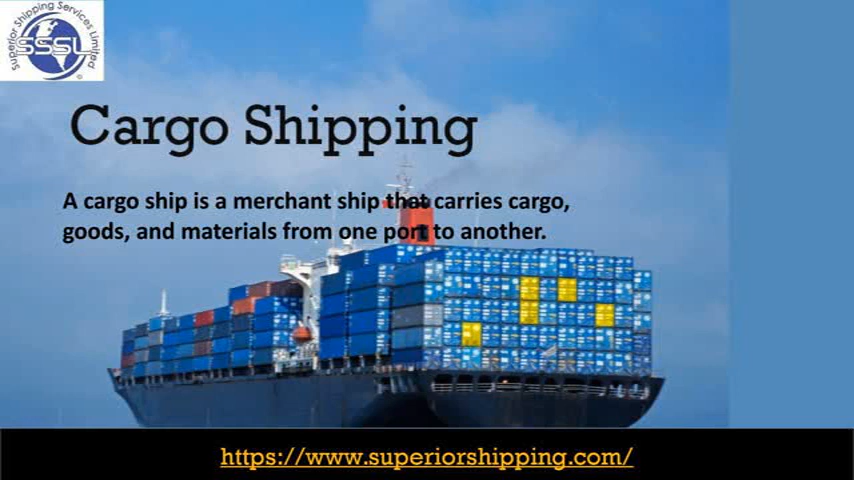 Superior Shipping Services Limited
SSSL
Cargo Shipping
A cargo ship is a merchant ship that carries cargo,
goods, and materials from one port to another.
https://www.superiorshipping.com/